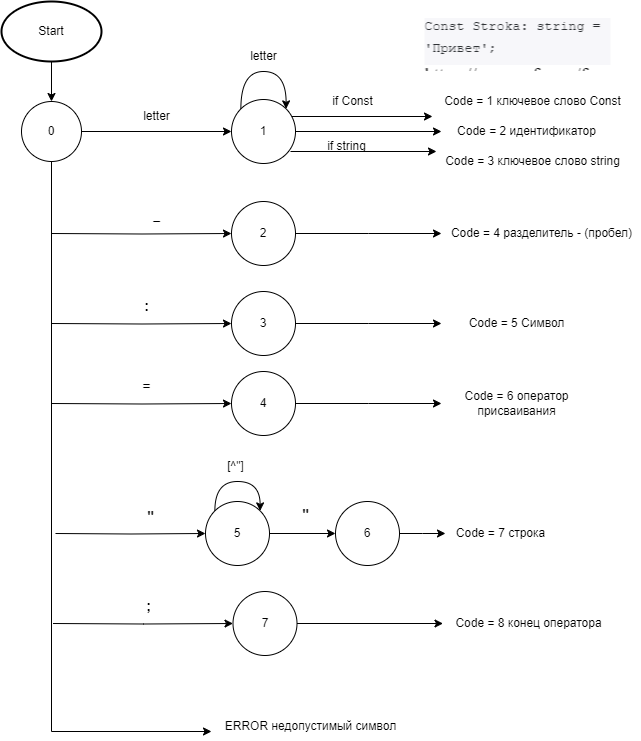 Start
Const Stroka: string =
'Привет';
letter
if Const
Code = 1 ключевое слово Const
0
letter
1
Code = 2 идентификатор
if string
Code = 3 ключевое слово string
_
2
Code = 4 разделитель - (пробел)
:
3
Code = 5 Символ
=
4
Code = 6 оператор
присваивания
[^"]
"
5
"
6
Code = 7 строка
;
7
Code = 8 конец оператора
ERROR недопустимый символ